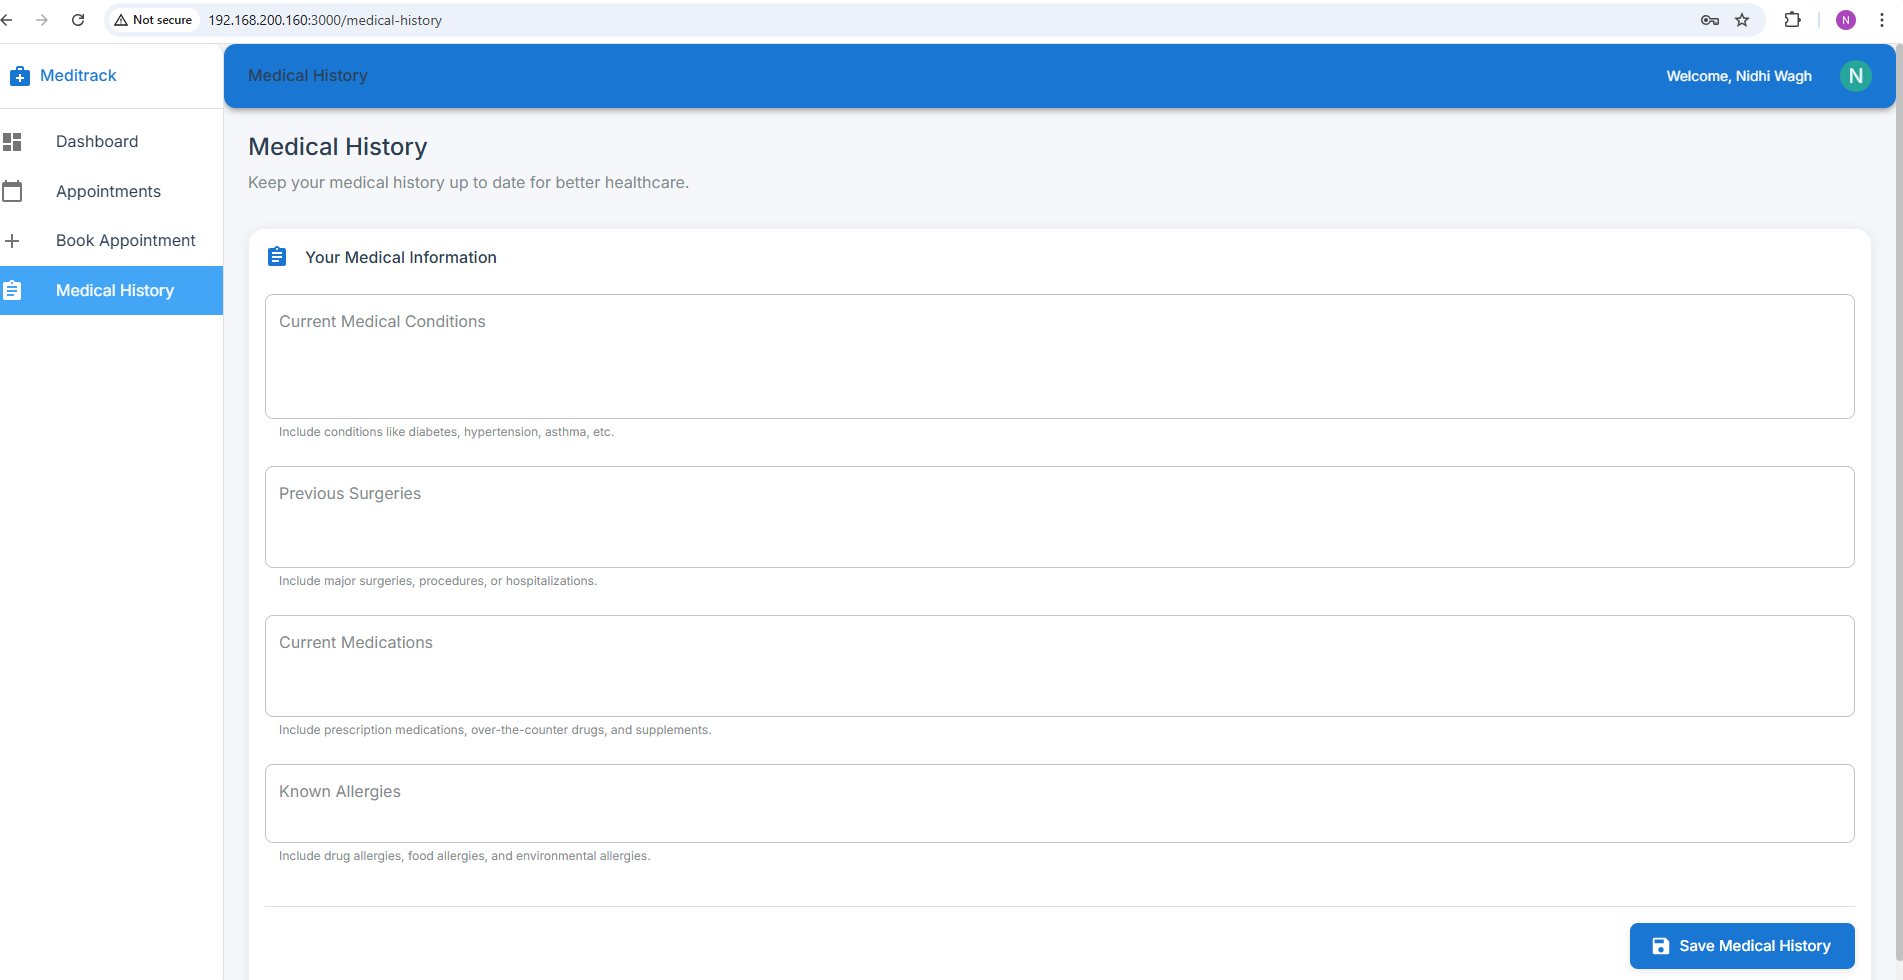 Not secure 192.168.200.160:3000/medical-history N
Meditrack
Medical History
Welcome, Nidhi Wagh N
Dashboard
Appointments
Book Appointment
Medical History
Medical History
Keep your medical history up to date for better healthcare.
Your Medical Information
Current Medical Conditions
Include conditions like diabetes, hypertension, asthma, etc.
Previous Surgeries
Include major surgeries, procedures, or hospitalizations.
Current Medications
Include prescription medications, over-the-counter drugs, and supplements.
Known Allergies
Include drug allergies, food allergies, and environmental allergies.
Save Medical History